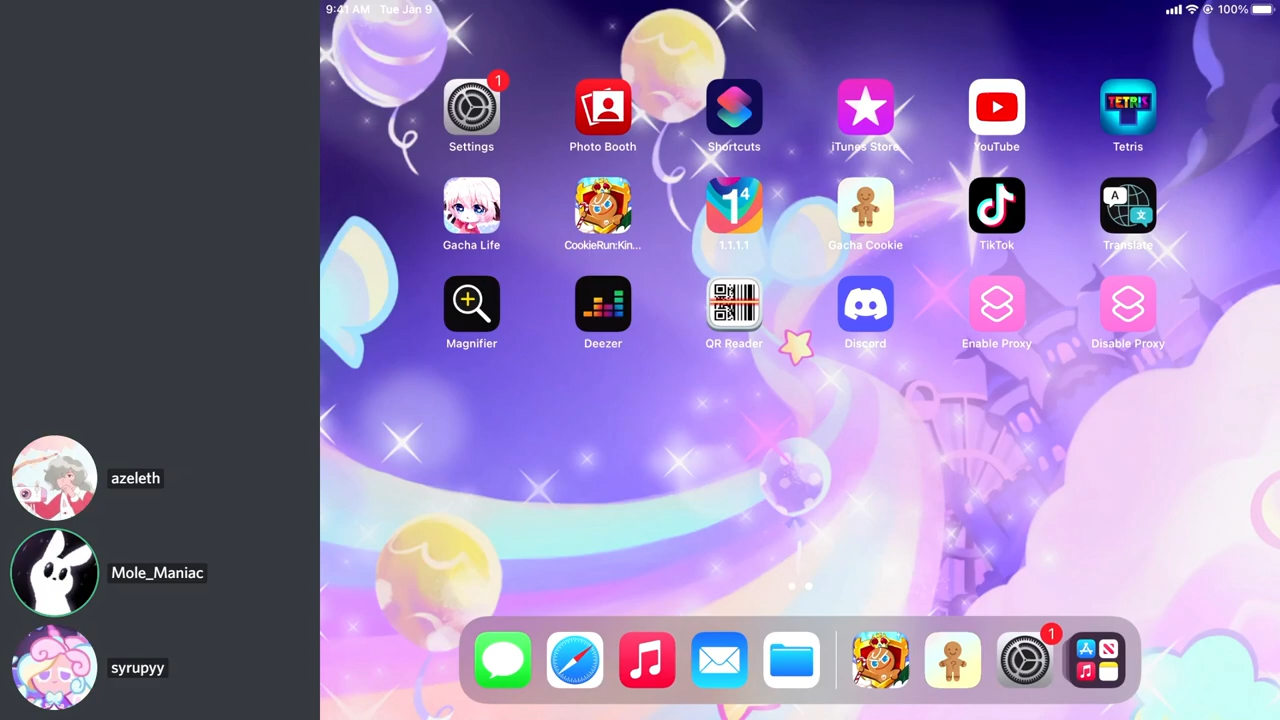 9:41 AM Tue Jan 9
100%
1
Settings
Photo Booth
Shortcuts
iTunes Store
YouTube
TETRIS
Tetris
Gacha Life
CookieRun:Kin...
1⁴
1.1.1.1
Gacha Cookie
TikTok
A
文
Translate
Magnifier
Deezer
QR Reader
Discord
Enable Proxy
Disable Proxy
azeleth
Mole_Maniac
syrupyy
1